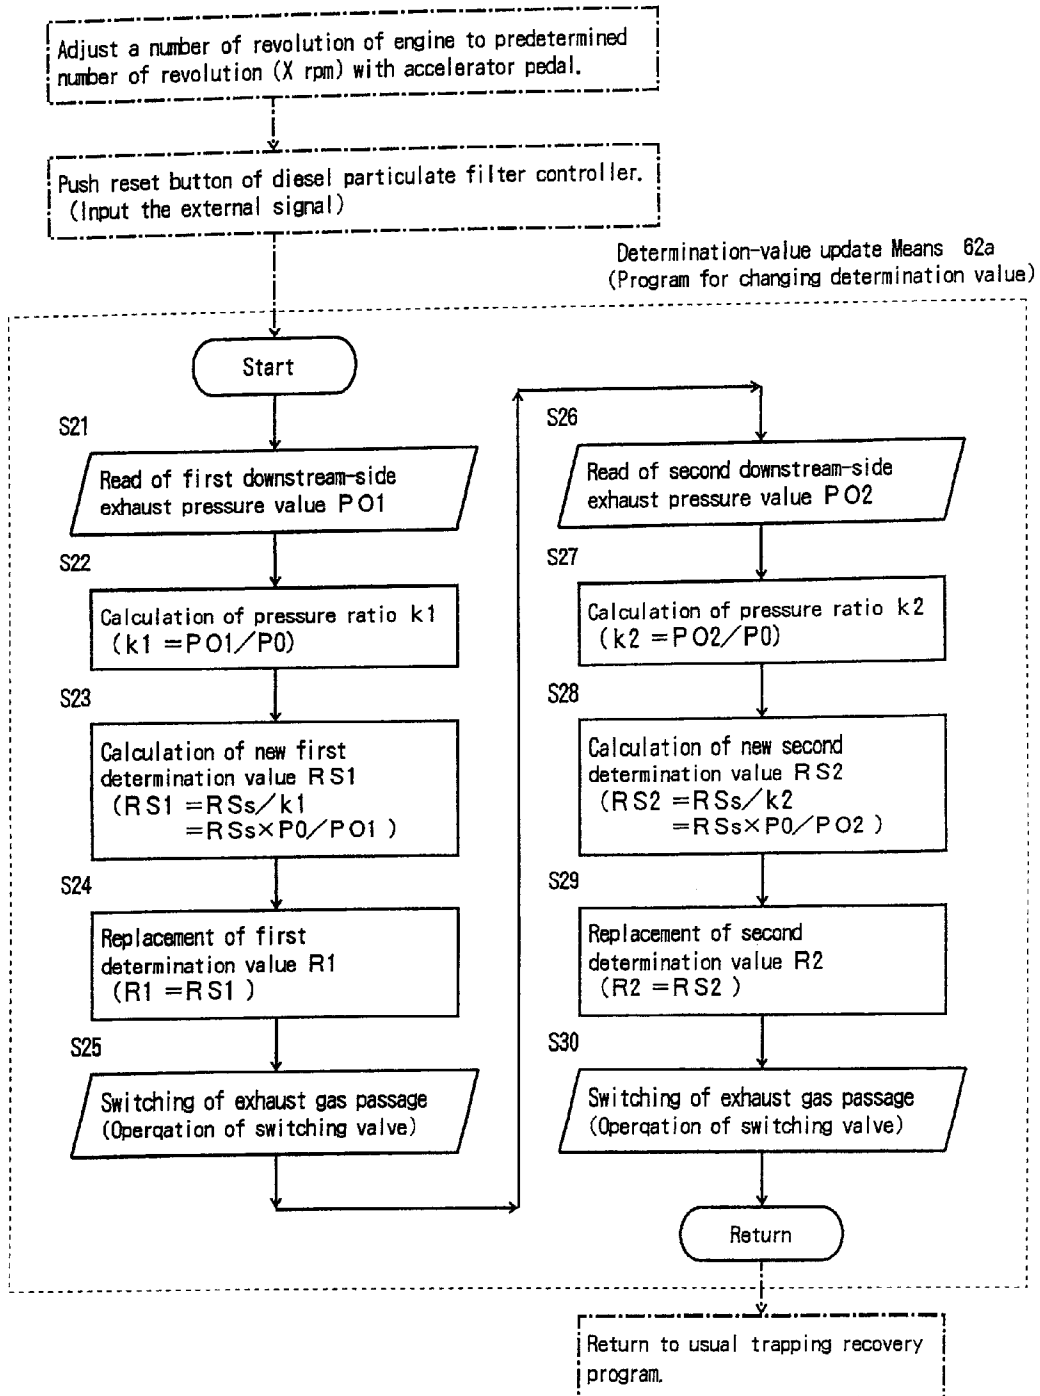 Adjust a number of revolution of engine to predetermined
number of revolution (X rpm) with accelerator pedal.
Push reset button of diesel particulate filter controller.
(Input the external signal)
Determination-value update Means 62a
(Program for changing determination value)
Start
S21
Read of first downstream-side
exhaust pressure value PO1
S22
Calculation of pressure ratio k1
(k1 =PO1/P0)
S23
Calculation of new first
determination value RS1
(RS1 =RSs/k1
=RSs×P0/PO1)
S24
Replacement of first
determination value R1
(R1 =RS1)
S25
Switching of exhaust gas passage
(Operqation of switching valve)
S26
Read of second downstream-side
exhaust pressure value PO2
S27
Calculation of pressure ratio k2
(k2 =PO2/P0)
S28
Calculation of new second
determination value RS2
(RS2 =RSs/k2
=RSs×P0/PO2)
S29
Replacement of second
determination value R2
(R2 =RS2)
S30
Switching of exhaust gas passage
(Operqation of switching valve)
Return
Return to usual trapping recovery
program.